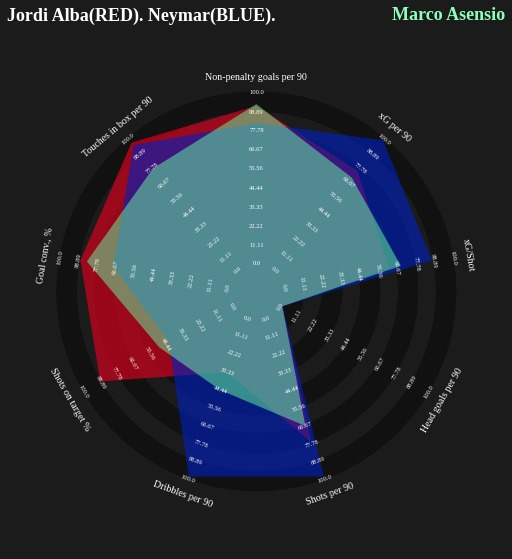 Jordi Alba(RED). Neymar(BLUE).
Marco Asensio
Non-penalty goals per 90
xG per 90
xG/Shot
Head goals per 90
Shots per 90
Dribbles per 90
Shots on target %
Goal conv., %
Touches in box per 90
100.0
88.89
77.78
66.67
55.56
44.44
33.33
22.22
11.11
0.0